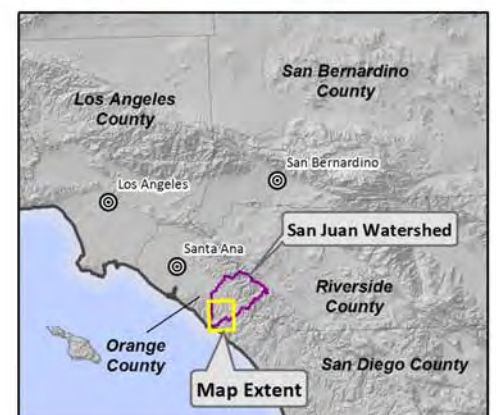 San Bernardino
County
Los Angeles
County
San Bernardino
Los Angeles
San Juan Watershed
Santa Ana
Riverside
County
Orange
County
San Diego County
Map Extent